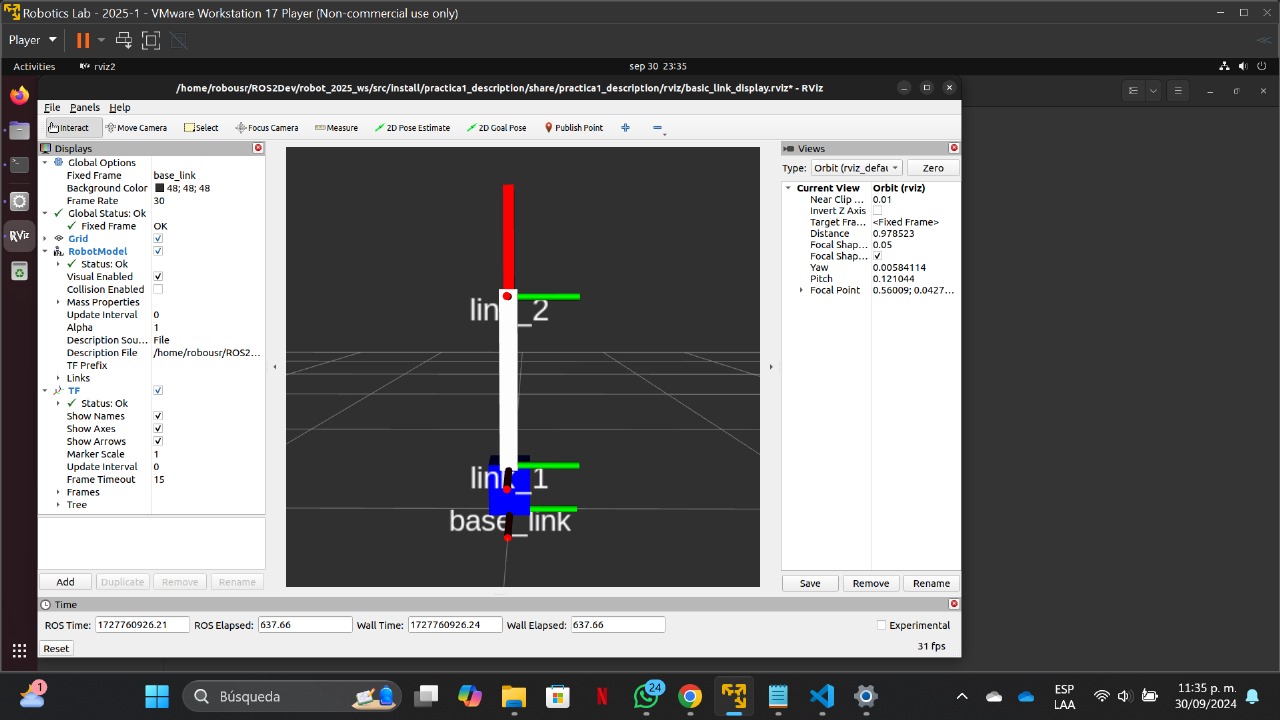 Robotics Lab - 2025-1 - VMware Workstation 17 Player (Non-commercial use only)
Player
Activities
rviz2
sep 30 23:35
/home/robousr/ROS2Dev/robot_2025_ws/src/install/practica1_description/share/practica1_description/rviz/basic_link_display.rviz* - RViz
File Panels Help
Interact Move Camera Select Focus Camera Measure 2D Pose Estimate 2D Goal Pose Publish Point
Displays
Global Options
Fixed Frame base_link
Background Color 48; 48; 48
Frame Rate 30
Global Status: Ok
Fixed Frame OK
Grid
RobotModel
Status: Ok
Visual Enabled
Collision Enabled
Mass Properties
Update Interval 0
Alpha 1
Description Sou... File
Description File /home/robousr/ROS2...
TF Prefix
Links
TF
Status: Ok
Show Names
Show Axes
Show Arrows
Marker Scale 1
Update Interval 0
Frame Timeout 15
Frames
Tree
Add Duplicate Remove Rename
link_2
link_1
base_link
Views
Type: Orbit (rviz_defau Zero
Current View Orbit (rviz)
Near Clip ... 0.01
Invert Z Axis
Target Fra... <Fixed Frame>
Distance 0.978523
Focal Shap... 0.05
Focal Shap...
Yaw 0.00584114
Pitch 0.121044
Focal Point 0.56009; 0.0427...
Save Remove Rename
Time
ROS Time: 1727760926.21 ROS Elapsed: 637.66 Wall Time: 1727760926.24 Wall Elapsed: 637.66 Experimental
Reset
31 fps
RViz
1
Búsqueda
24
ESP
LAA
11:35 p. m.
30/09/2024